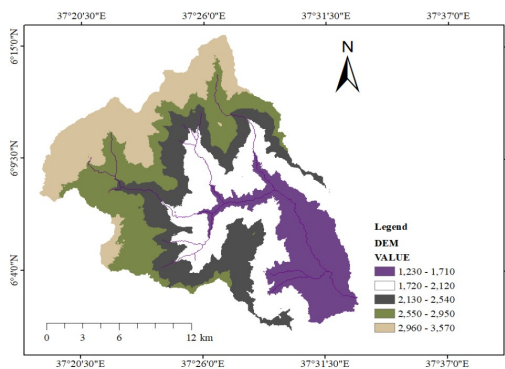 37°20'30"E 37°26'0"E 37°31'30"E 37°37'0"E
6°15'0"N
N
6°9'30"N
6°4'0"N
Legend
DEM
VALUE
1,230 - 1,710
1,720 - 2,120
2,130 - 2,540
2,550 - 2,950
2,960 - 3,570
0 3 6 12 km
37°20'30"E 37°26'0"E 37°31'30"E 37°37'0"E